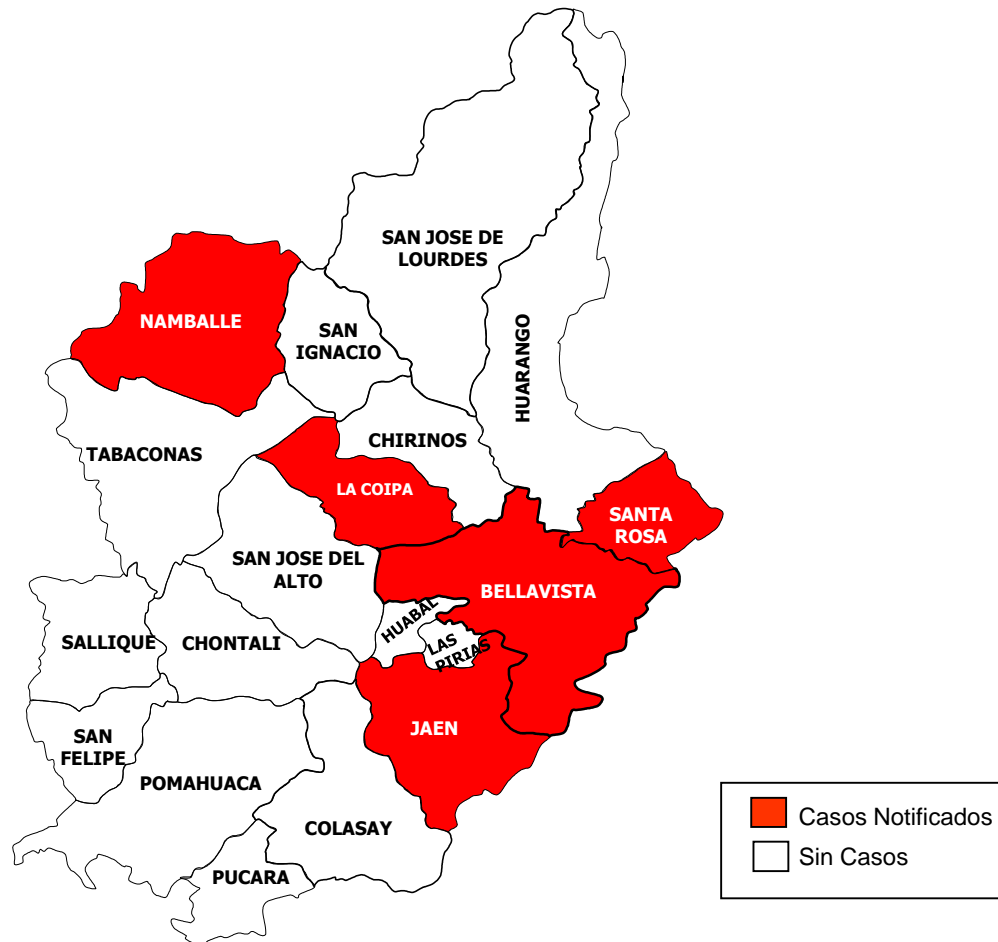 SAN JOSE DE
LOURDES
NAMBALLE
SAN
IGNACIO
HUARANGO
TABACONAS
CHIRINOS
LA COIPA
SANTA
ROSA
SAN JOSE DEL
ALTO
BELLAVISTA
HUABAL
LAS
PIRIAS
SALLIQUE
CHONTALI
JAEN
SAN
FELIPE
POMAHUACA
COLASAY
PUCARA
Casos Notificados
Sin Casos